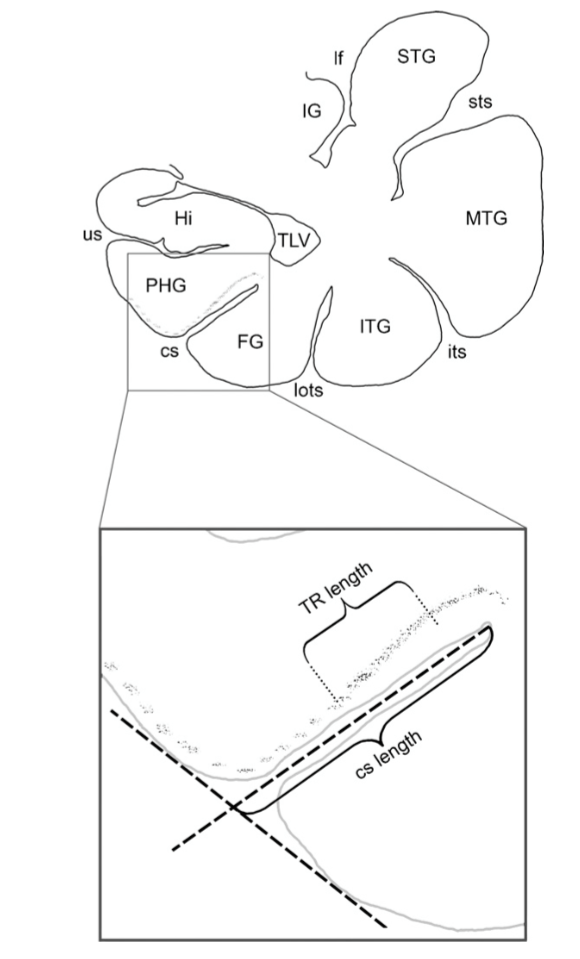 lf
STG
IG
sts
Hi
MTG
us
TLV
PHG
ITG
FG
cs
its
lots
TR length
cs length